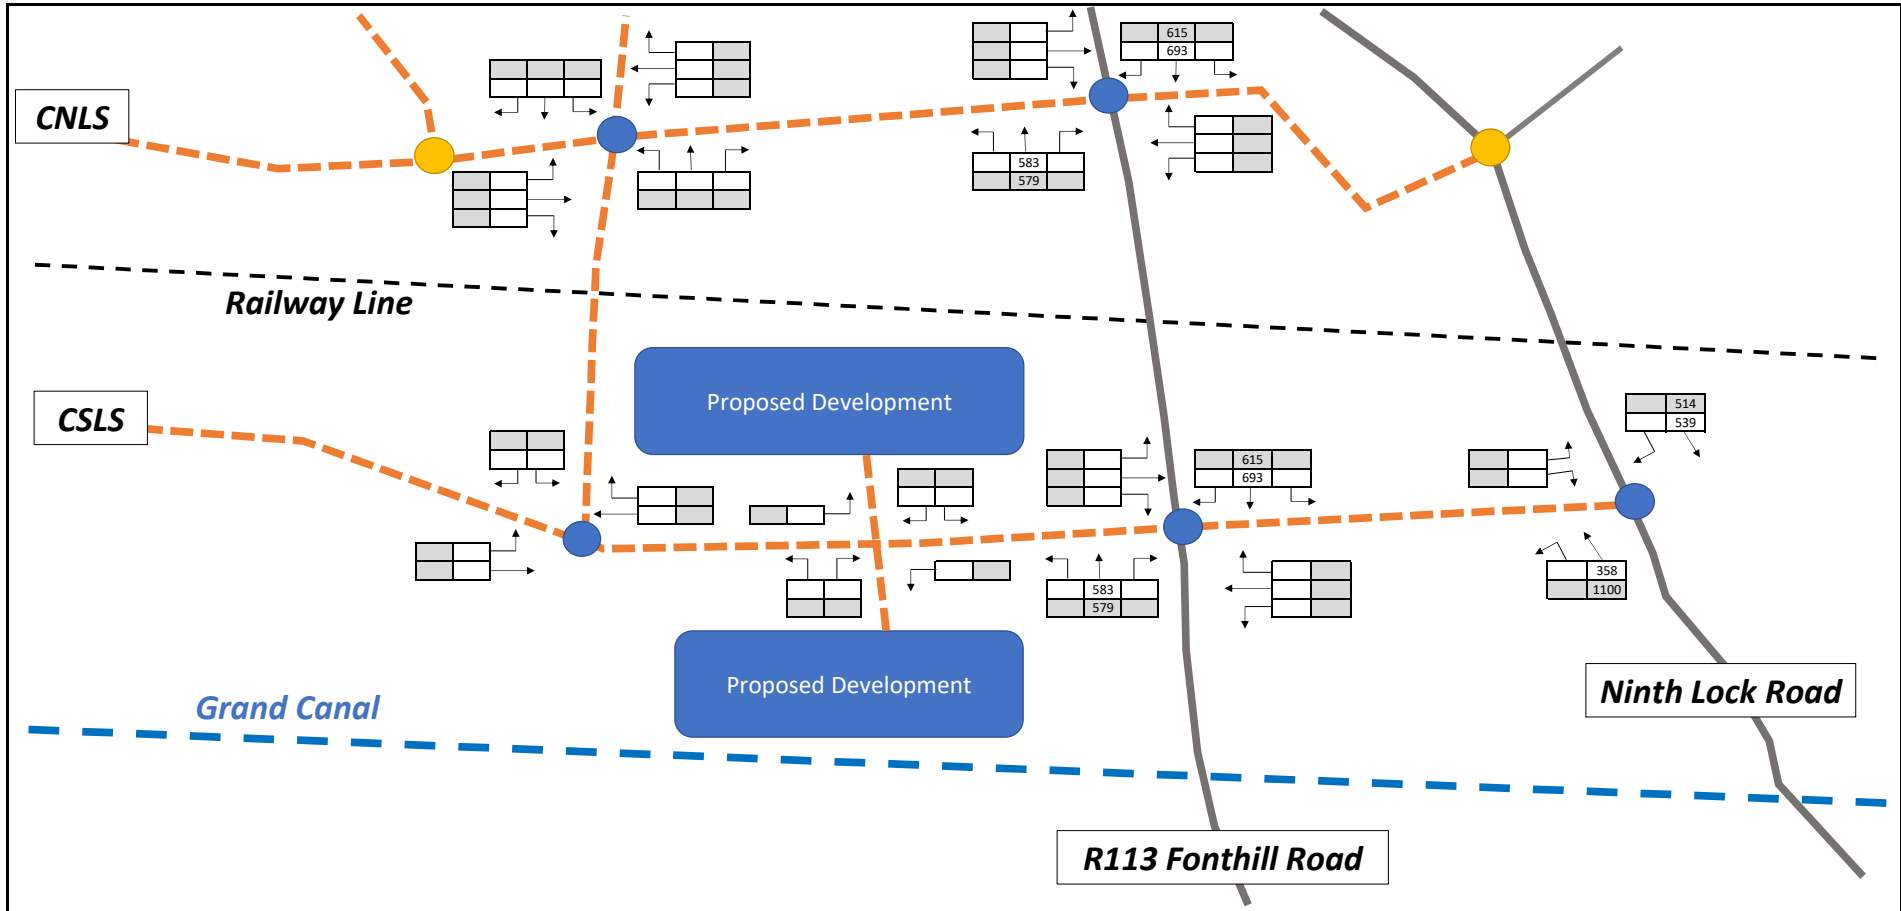 615
693
CNLS
583
579
Railway Line
Proposed Development
CSLS
514
539
615
693
583
579
358
1100
Proposed Development
Ninth Lock Road
Grand Canal
R113 Fonthill Road